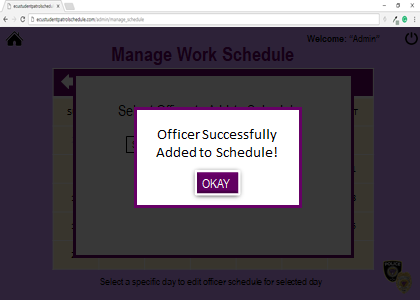 ecustudentpatrolschedule.c
ecustudentpatrolschedule.com/admin/manage_schedule
Welcome: "Admin"
Manage Work Schedule
Officer Successfully
Added to Schedule!
OKAY
Select a specific day to edit officer schedule for selected day